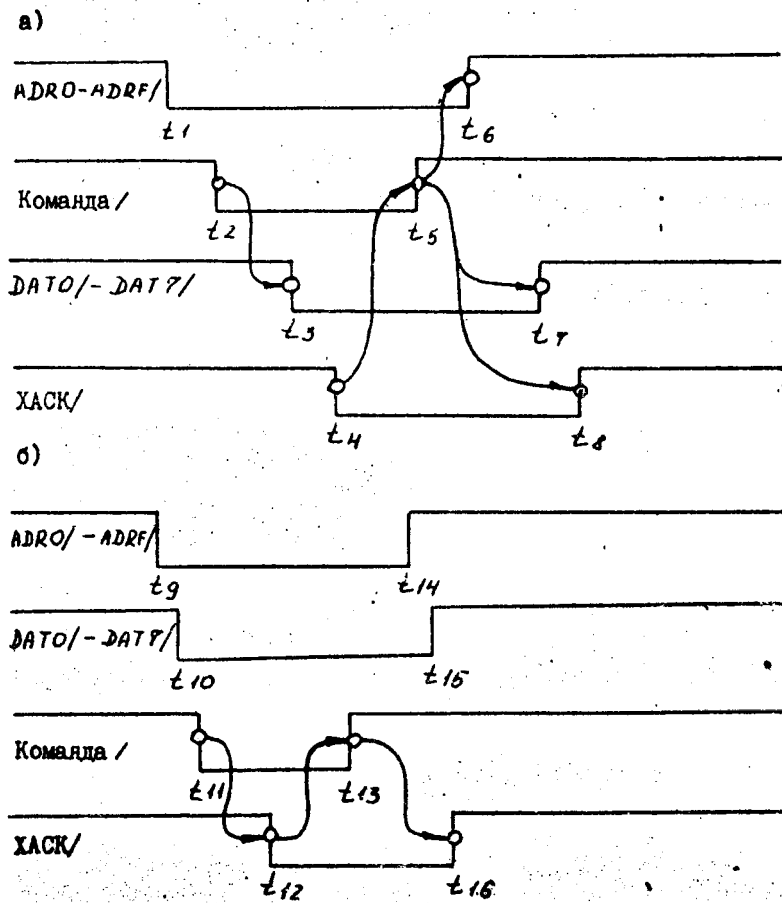 а)
ADR0-ADRF/
t1
t6
Команда/
t2
t5
DAT0/-DAT7/
t3
t7
XACK/
t4
t8
б)
ADR0/-ADRF/
t9
t14
DAT0/-DAT7/
t10
t15
Команда/
t11
t13
XACK/
t12
t16